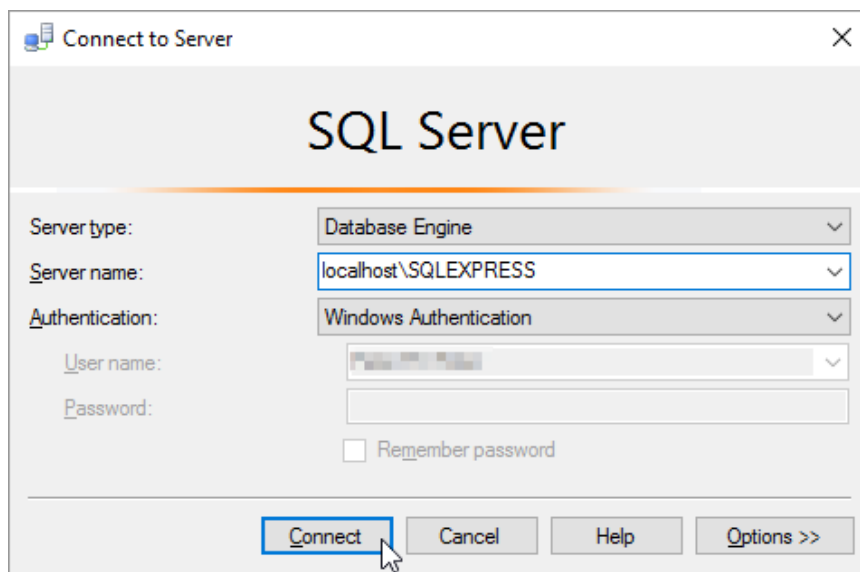 Connect to Server
SQL Server
Server type: Database Engine
Server name: localhost\SQLEXPRESS
Authentication: Windows Authentication
User name:
Password:
Remember password
Connect Cancel Help Options >>